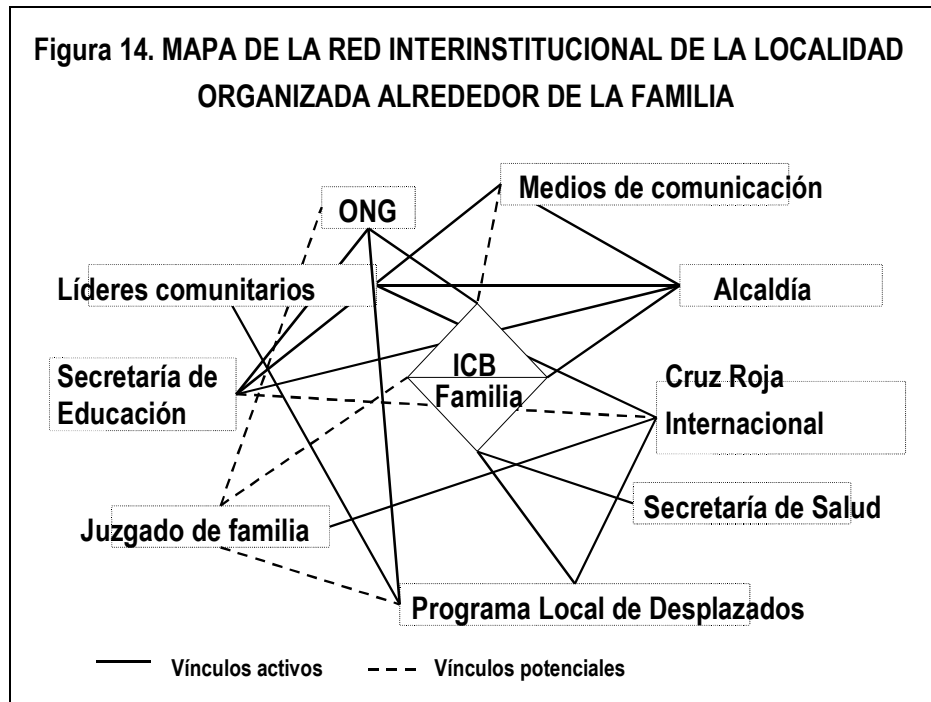 Figura 14. MAPA DE LA RED INTERINSTITUCIONAL DE LA LOCALIDAD
ORGANIZADA ALREDEDOR DE LA FAMILIA
Medios de comunicación
ONG
Líderes comunitarios
Alcaldía
ICB
Familia
Secretaría de
Educación
Cruz Roja
Internacional
Secretaría de Salud
Juzgado de familia
Programa Local de Desplazados
Vínculos activos
Vínculos potenciales